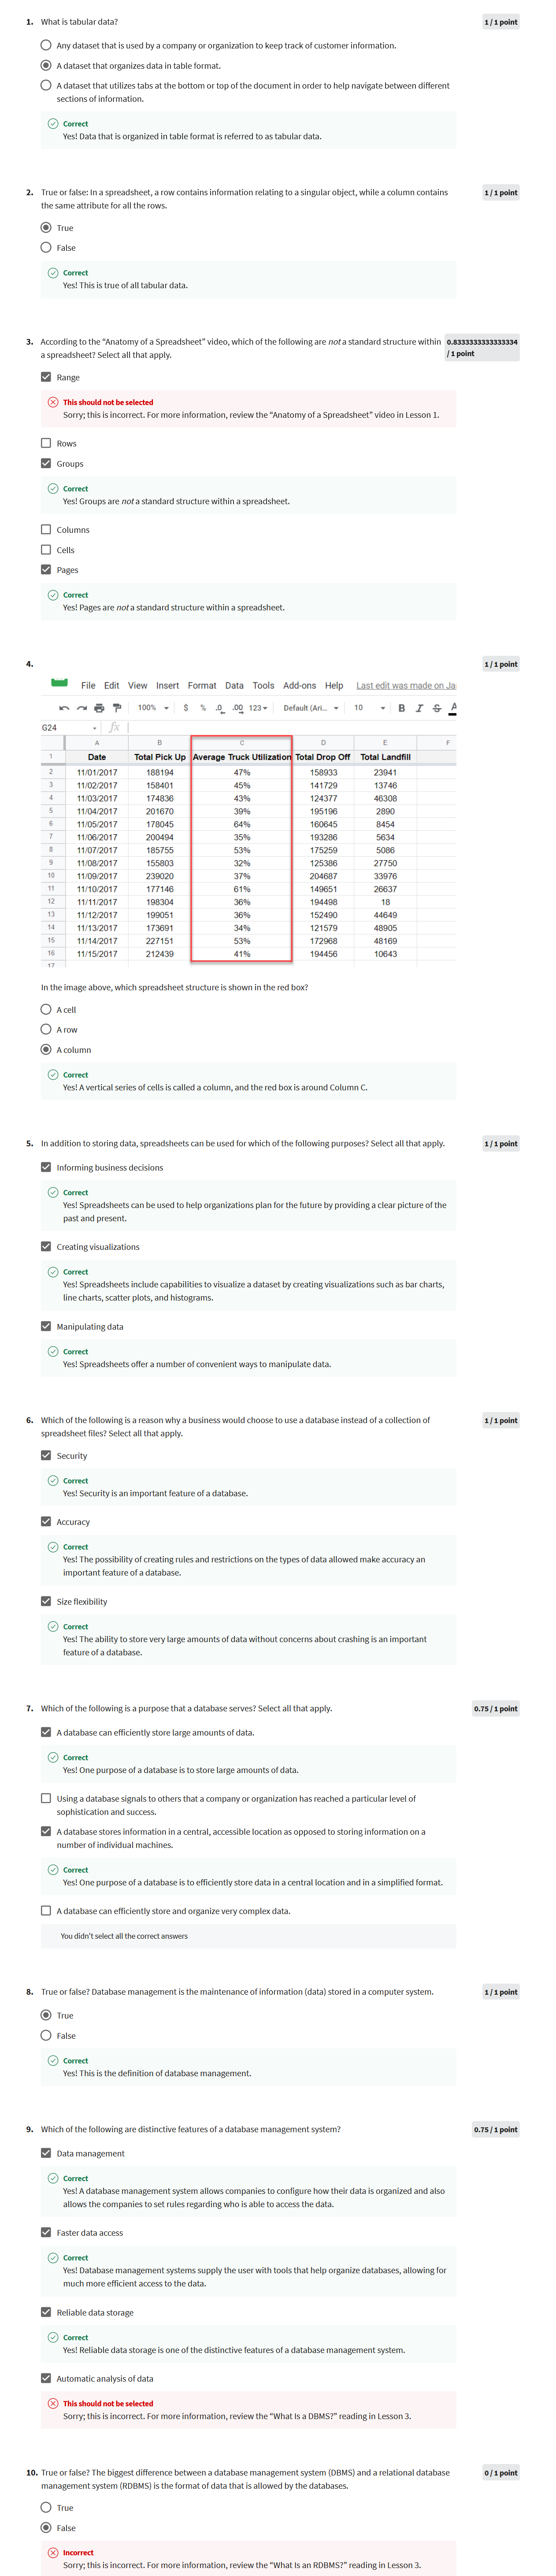 1. What is tabular data?
1 / 1 point
Any dataset that is used by a company or organization to keep track of customer information.
A dataset that organizes data in table format.
A dataset that utilizes tabs at the bottom or top of the document in order to help navigate between different
sections of information.
Correct
Yes! Data that is organized in table format is referred to as tabular data.
2. True or false: In a spreadsheet, a row contains information relating to a singular object, while a column contains
the same attribute for all the rows.
1 / 1 point
True
False
Correct
Yes! This is true of all tabular data.
3. According to the “Anatomy of a Spreadsheet” video, which of the following are not a standard structure within
a spreadsheet? Select all that apply.
0.8333333333333334
/ 1 point
Range
This should not be selected
Sorry; this is incorrect. For more information, review the “Anatomy of a Spreadsheet” video in Lesson 1.
Rows
Groups
Correct
Yes! Groups are not a standard structure within a spreadsheet.
Columns
Cells
Pages
Correct
Yes! Pages are not a standard structure within a spreadsheet.
4.
1 / 1 point
File Edit View Insert Format Data Tools Add-ons Help Last edit was made on Ja
100% $ % .0 .00 123 Default (Ari... 10 B I S A
G24 fx
A B C D E F
1 Date Total Pick Up Average Truck Utilization Total Drop Off Total Landfill
2 11/01/2017 188194 47% 158933 23941
3 11/02/2017 158401 45% 141729 13746
4 11/03/2017 174836 43% 124377 46308
5 11/04/2017 201670 39% 195196 2890
6 11/05/2017 178045 64% 160645 8454
7 11/06/2017 200494 35% 193286 5634
8 11/07/2017 185755 53% 175259 5086
9 11/08/2017 155803 32% 125386 27750
10 11/09/2017 239020 37% 204687 33976
11 11/10/2017 177146 61% 149651 26637
12 11/11/2017 198304 36% 194498 18
13 11/12/2017 199051 36% 152490 44649
14 11/13/2017 173691 34% 121579 48905
15 11/14/2017 227151 53% 172968 48169
16 11/15/2017 212439 41% 194456 10643
17
In the image above, which spreadsheet structure is shown in the red box?
A cell
A row
A column
Correct
Yes! A vertical series of cells is called a column, and the red box is around Column C.
5. In addition to storing data, spreadsheets can be used for which of the following purposes? Select all that apply.
1 / 1 point
Informing business decisions
Correct
Yes! Spreadsheets can be used to help organizations plan for the future by providing a clear picture of the
past and present.
Creating visualizations
Correct
Yes! Spreadsheets include capabilities to visualize a dataset by creating visualizations such as bar charts,
line charts, scatter plots, and histograms.
Manipulating data
Correct
Yes! Spreadsheets offer a number of convenient ways to manipulate data.
6. Which of the following is a reason why a business would choose to use a database instead of a collection of
spreadsheet files? Select all that apply.
1 / 1 point
Security
Correct
Yes! Security is an important feature of a database.
Accuracy
Correct
Yes! The possibility of creating rules and restrictions on the types of data allowed make accuracy an
important feature of a database.
Size flexibility
Correct
Yes! The ability to store very large amounts of data without concerns about crashing is an important
feature of a database.
7. Which of the following is a purpose that a database serves? Select all that apply.
0.75 / 1 point
A database can efficiently store large amounts of data.
Correct
Yes! One purpose of a database is to store large amounts of data.
Using a database signals to others that a company or organization has reached a particular level of
sophistication and success.
A database stores information in a central, accessible location as opposed to storing information on a
number of individual machines.
Correct
Yes! One purpose of a database is to efficiently store data in a central location and in a simplified format.
A database can efficiently store and organize very complex data.
You didn't select all the correct answers
8. True or false? Database management is the maintenance of information (data) stored in a computer system.
1 / 1 point
True
False
Correct
Yes! This is the definition of database management.
9. Which of the following are distinctive features of a database management system?
0.75 / 1 point
Data management
Correct
Yes! A database management system allows companies to configure how their data is organized and also
allows the companies to set rules regarding who is able to access the data.
Faster data access
Correct
Yes! Database management systems supply the user with tools that help organize databases, allowing for
much more efficient access to the data.
Reliable data storage
Correct
Yes! Reliable data storage is one of the distinctive features of a database management system.
Automatic analysis of data
This should not be selected
Sorry; this is incorrect. For more information, review the “What Is a DBMS?” reading in Lesson 3.
10. True or false? The biggest difference between a database management system (DBMS) and a relational database
management system (RDBMS) is the format of data that is allowed by the databases.
0 / 1 point
True
False
Incorrect
Sorry; this is incorrect. For more information, review the “What Is an RDBMS?” reading in Lesson 3.